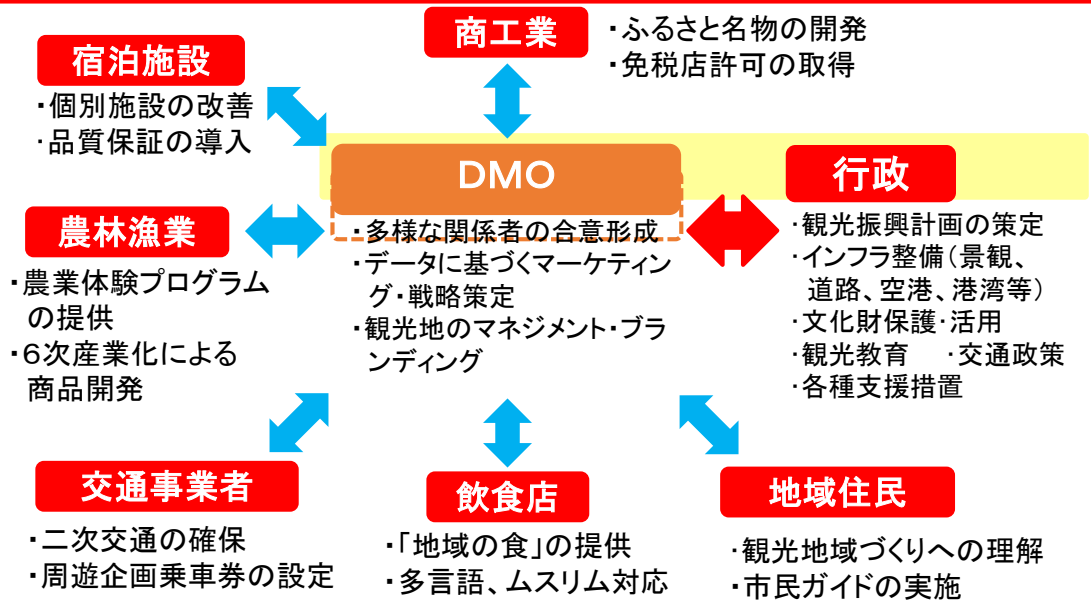 商工業
・ふるさと名物の開発
・免税店許可の取得
宿泊施設
・個別施設の改善
・品質保証の導入
DMO
・多様な関係者の合意形成
・データに基づくマーケティン
グ・戦略策定
・観光地のマネジメント・ブラ
ンディング
行政
・観光振興計画の策定
・インフラ整備（景観、
道路、空港、港湾等）
・文化財保護・活用
・観光教育　・交通政策
・各種支援措置
農林漁業
・農業体験プログラム
の提供
・６次産業化による
商品開発
交通事業者
・二次交通の確保
・周遊企画乗車券の設定
飲食店
・「地域の食」の提供
・多言語、ムスリム対応
地域住民
・観光地域づくりへの理解
・市民ガイドの実施